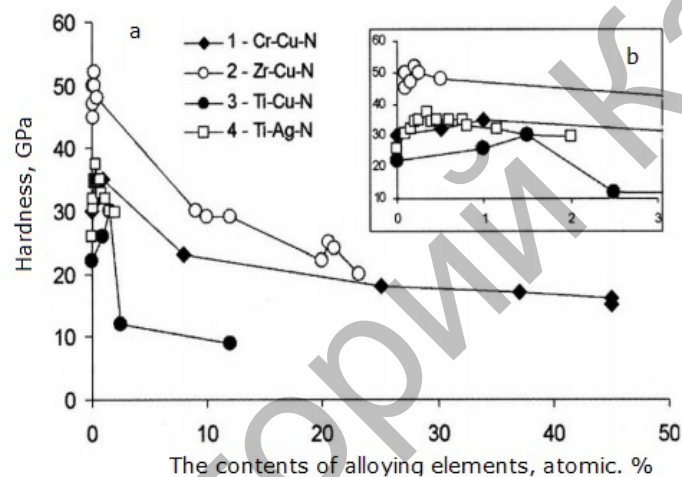 60
50
40
30
20
10
0
Hardness, GPa
a
1 - Cr-Cu-N
2 - Zr-Cu-N
3 - Ti-Cu-N
4 - Ti-Ag-N
b
60
50
40
30
20
10
0 1 2 3
0 10 20 30 40 50
The contents of alloying elements, atomic. %
торий Ка